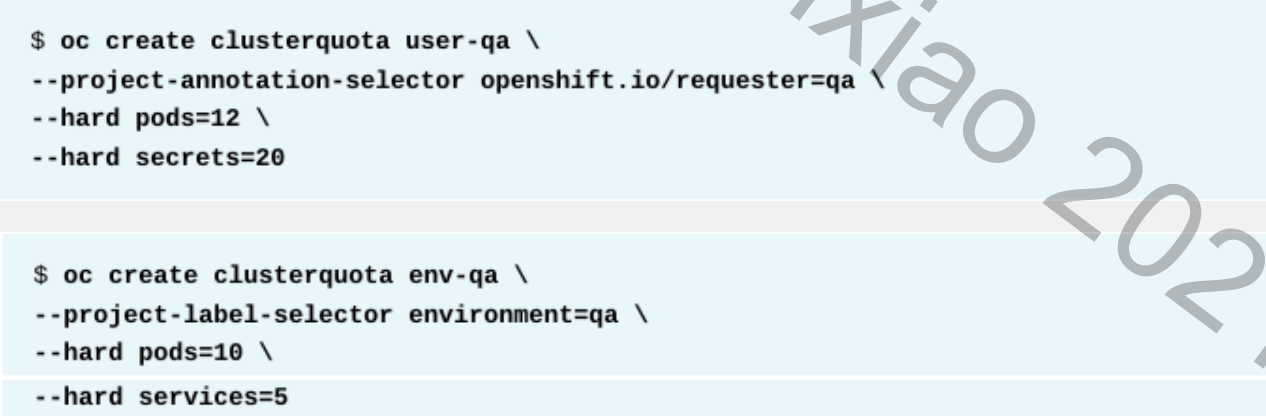 $ oc create clusterquota user-qa \
--project-annotation-selector openshift.io/requester=qa \
--hard pods=12 \
--hard secrets=20
$ oc create clusterquota env-qa \
--project-label-selector environment=qa \
--hard pods=10 \
--hard services=5
xiao 2021